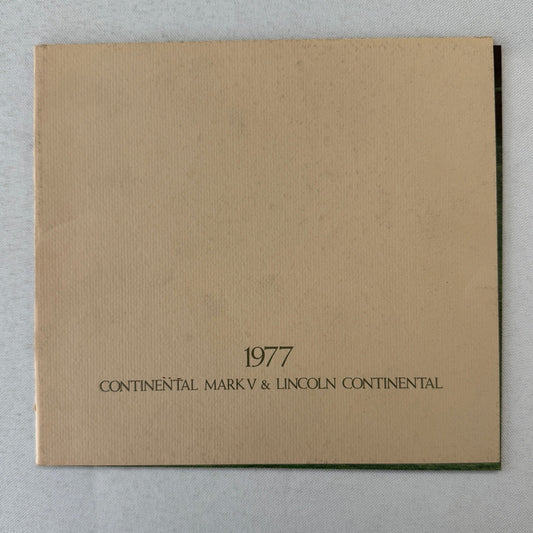 1977
CONTINENTAL MARK V & LINCOLN CONTINENTAL